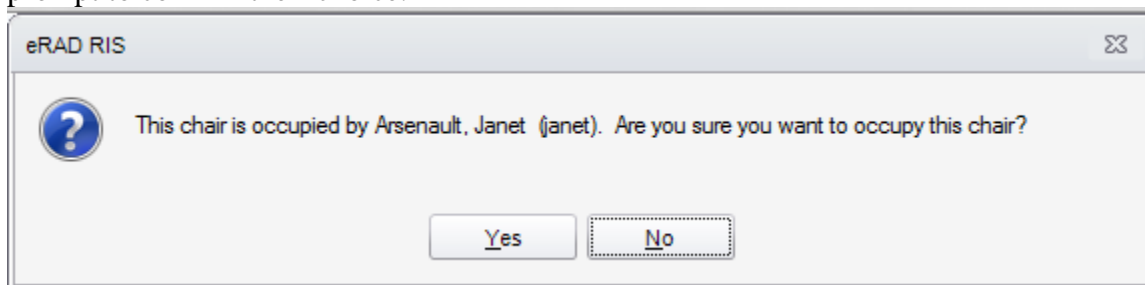 eRAD RIS
This chair is occupied by Arsenault, Janet (janet). Are you sure you want to occupy this chair?
Yes
No